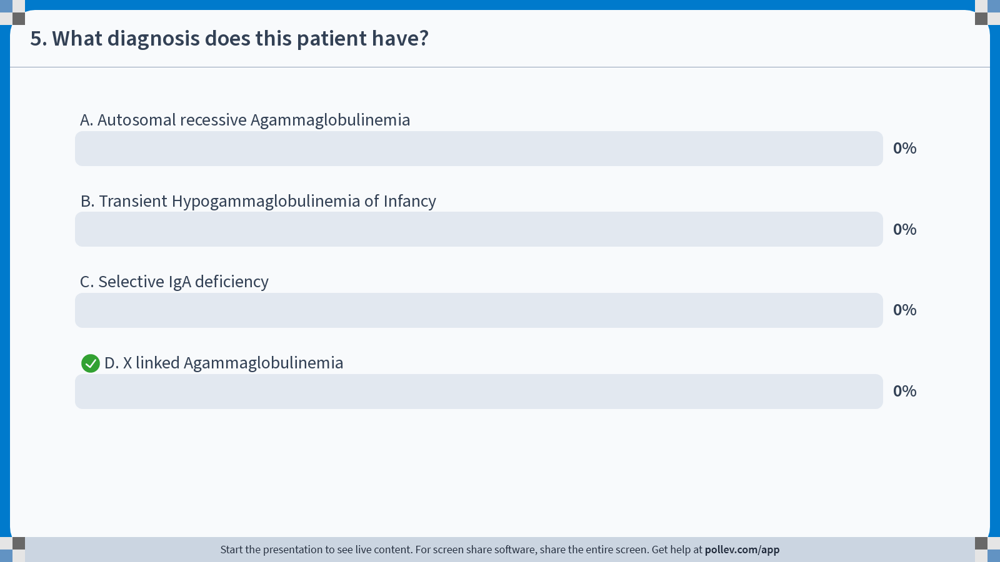 5. What diagnosis does this patient have?
A. Autosomal recessive Agammaglobulinemia
0%
B. Transient Hypogammaglobulinemia of Infancy
0%
C. Selective IgA deficiency
0%
D. X linked Agammaglobulinemia
0%
Start the presentation to see live content. For screen share software, share the entire screen. Get help at pollev.com/app